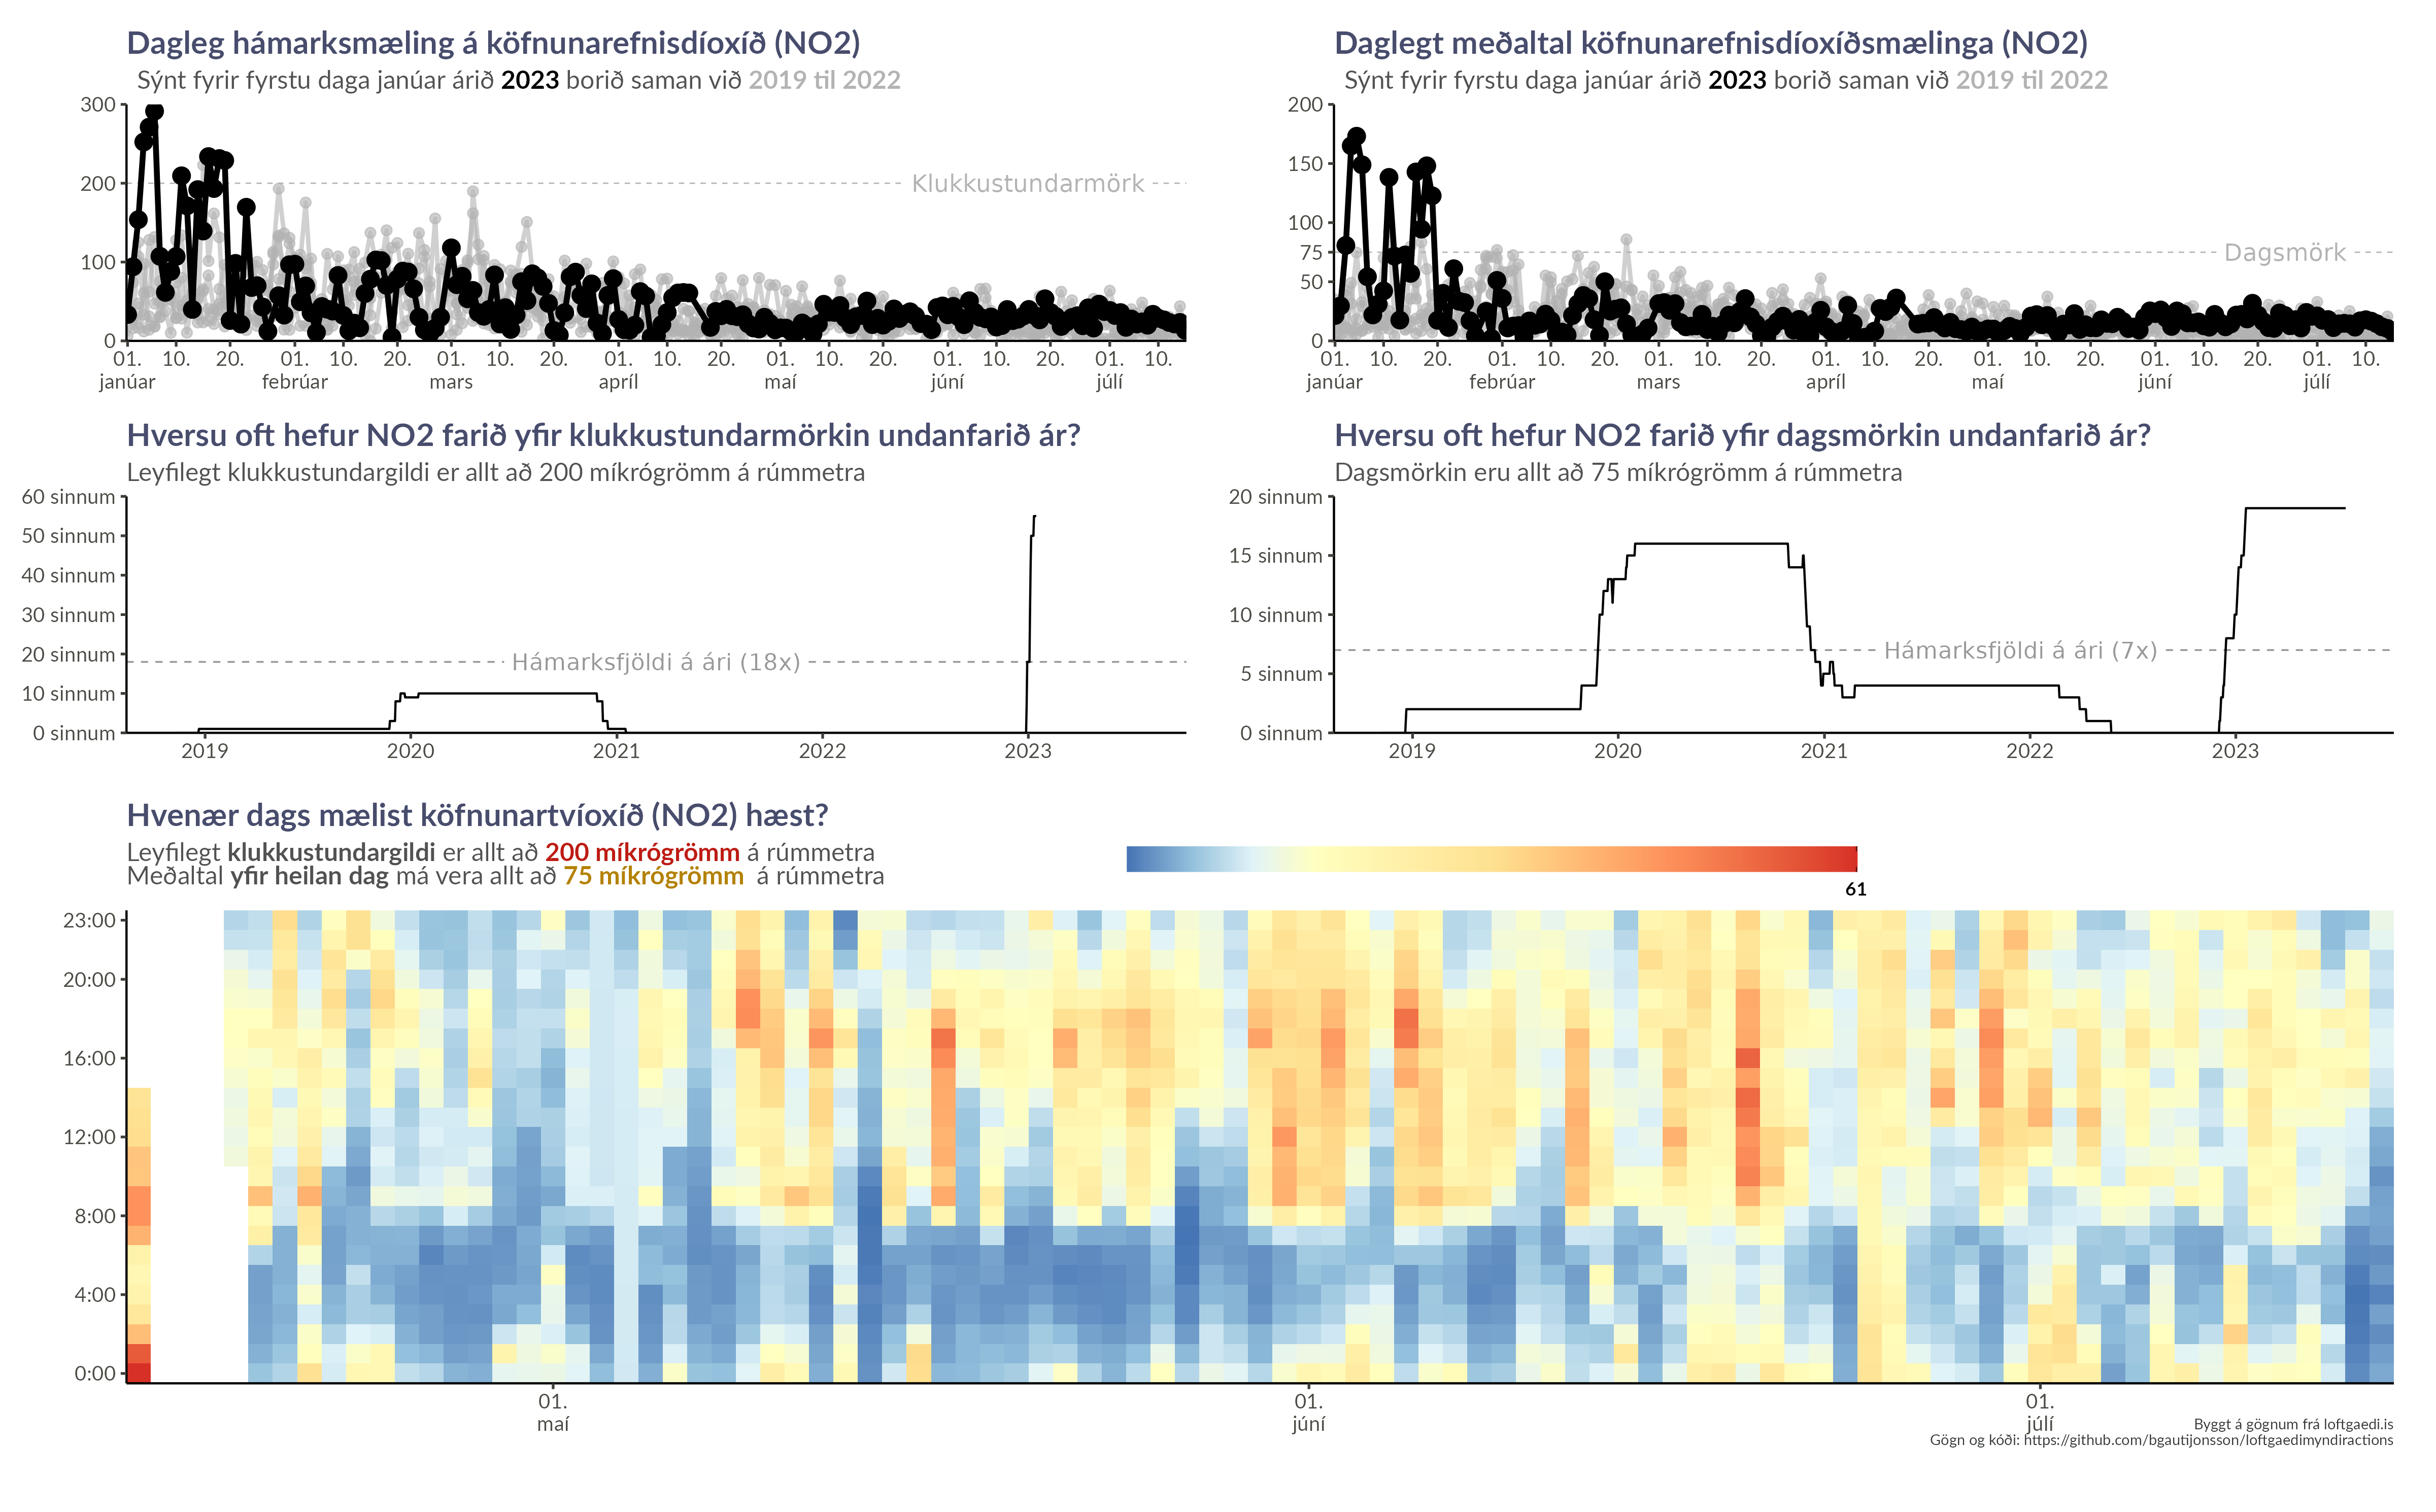 Dagleg hámarksmæling á köfnunarefnisdíoxíð (NO2)
Sýnt fyrir fyrstu daga janúar árið 2023 borið saman við 2019 til 2022
300
200
100
0
Klukkustundarmörk
01. 10. 20. 01. 10. 20. 01. 10. 20. 01. 10. 20. 01. 10. 20. 01. 10. 20. 01. 10.
janúar febrúar mars apríl maí júní júlí
Daglegt meðaltal köfnunarefnisdíoxíðsmælinga (NO2)
Sýnt fyrir fyrstu daga janúar árið 2023 borið saman við 2019 til 2022
200
150
100
75
50
0
Dagsmörk
01. 10. 20. 01. 10. 20. 01. 10. 20. 01. 10. 20. 01. 10. 20. 01. 10. 20. 01. 10.
janúar febrúar mars apríl maí júní júlí
Hversu oft hefur NO2 farið yfir klukkustundarmörkin undanfarið ár?
Leyfilegt klukkustundargildi er allt að 200 míkrógrömm á rúmmetra
60 sinnum
50 sinnum
40 sinnum
30 sinnum
20 sinnum
10 sinnum
0 sinnum
Hámarksfjöldi á ári (18x)
2019 2020 2021 2022 2023
Hversu oft hefur NO2 farið yfir dagsmörkin undanfarið ár?
Dagsmörkin eru allt að 75 míkrógrömm á rúmmetra
20 sinnum
15 sinnum
10 sinnum
5 sinnum
0 sinnum
Hámarksfjöldi á ári (7x)
2019 2020 2021 2022 2023
Hvenær dags mælist köfnunartvíoxíð (NO2) hæst?
Leyfilegt klukkustundargildi er allt að 200 míkrógrömm á rúmmetra
Meðaltal yfir heilan dag má vera allt að 75 míkrógrömm á rúmmetra
61
23:00
20:00
16:00
12:00
8:00
4:00
0:00
01. 01. 01.
maí júní júlí
Byggt á gögnum frá loftgaedi.is
Gögn og kóði: https://github.com/bgautijonsson/loftgaedimyndiractions